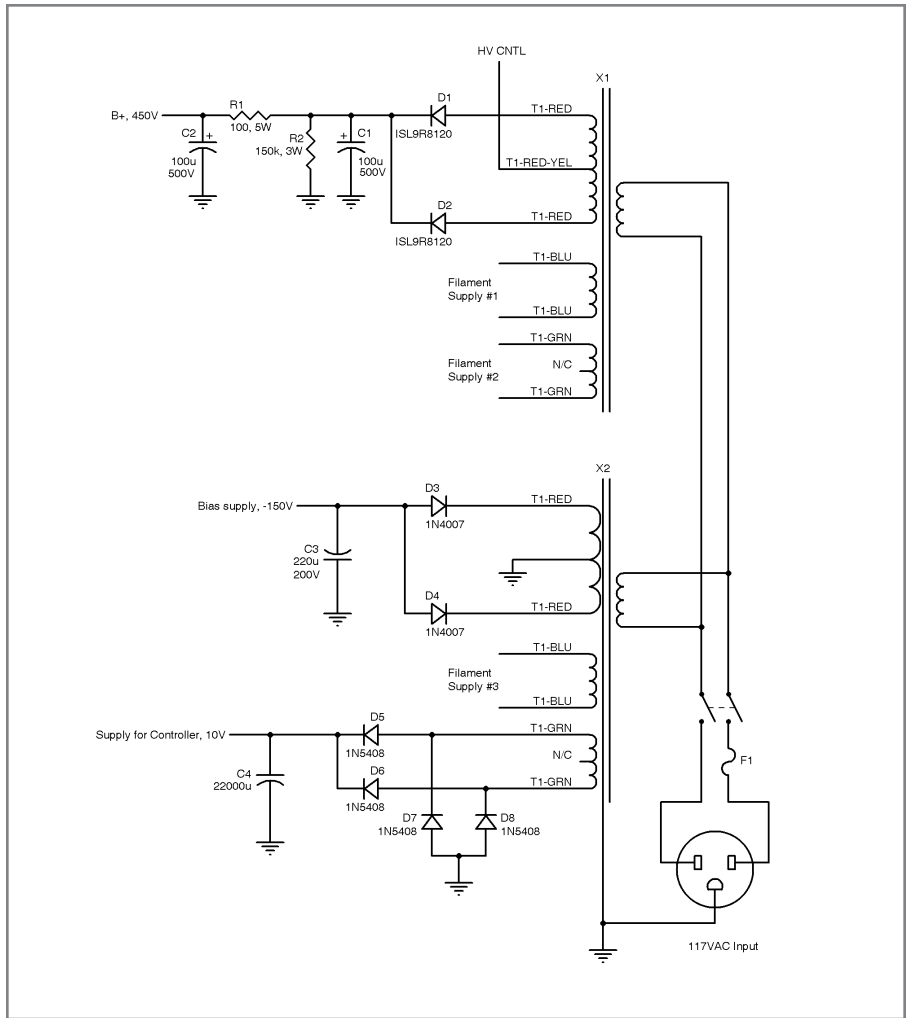 HV CNTL
X1
D1
T1-RED
B+, 450V
R1
100, 5W
C2
+
100u
500V
R2
150k, 3W
+
C1
100u
500V
ISL9R8120
T1-RED-YEL
D2
T1-RED
ISL9R8120
T1-BLU
Filament
Supply #1
T1-BLU
T1-GRN
Filament
Supply #2
N/C
T1-GRN
X2
D3
T1-RED
Bias supply, -150V
1N4007
C3
220u
200V
D4
T1-RED
1N4007
T1-BLU
Filament
Supply #3
T1-BLU
D5
T1-GRN
Supply for Controller, 10V
1N5408
N/C
F1
C4
22000u
D6
T1-GRN
1N5408
D7
1N5408
D8
1N5408
117VAC Input